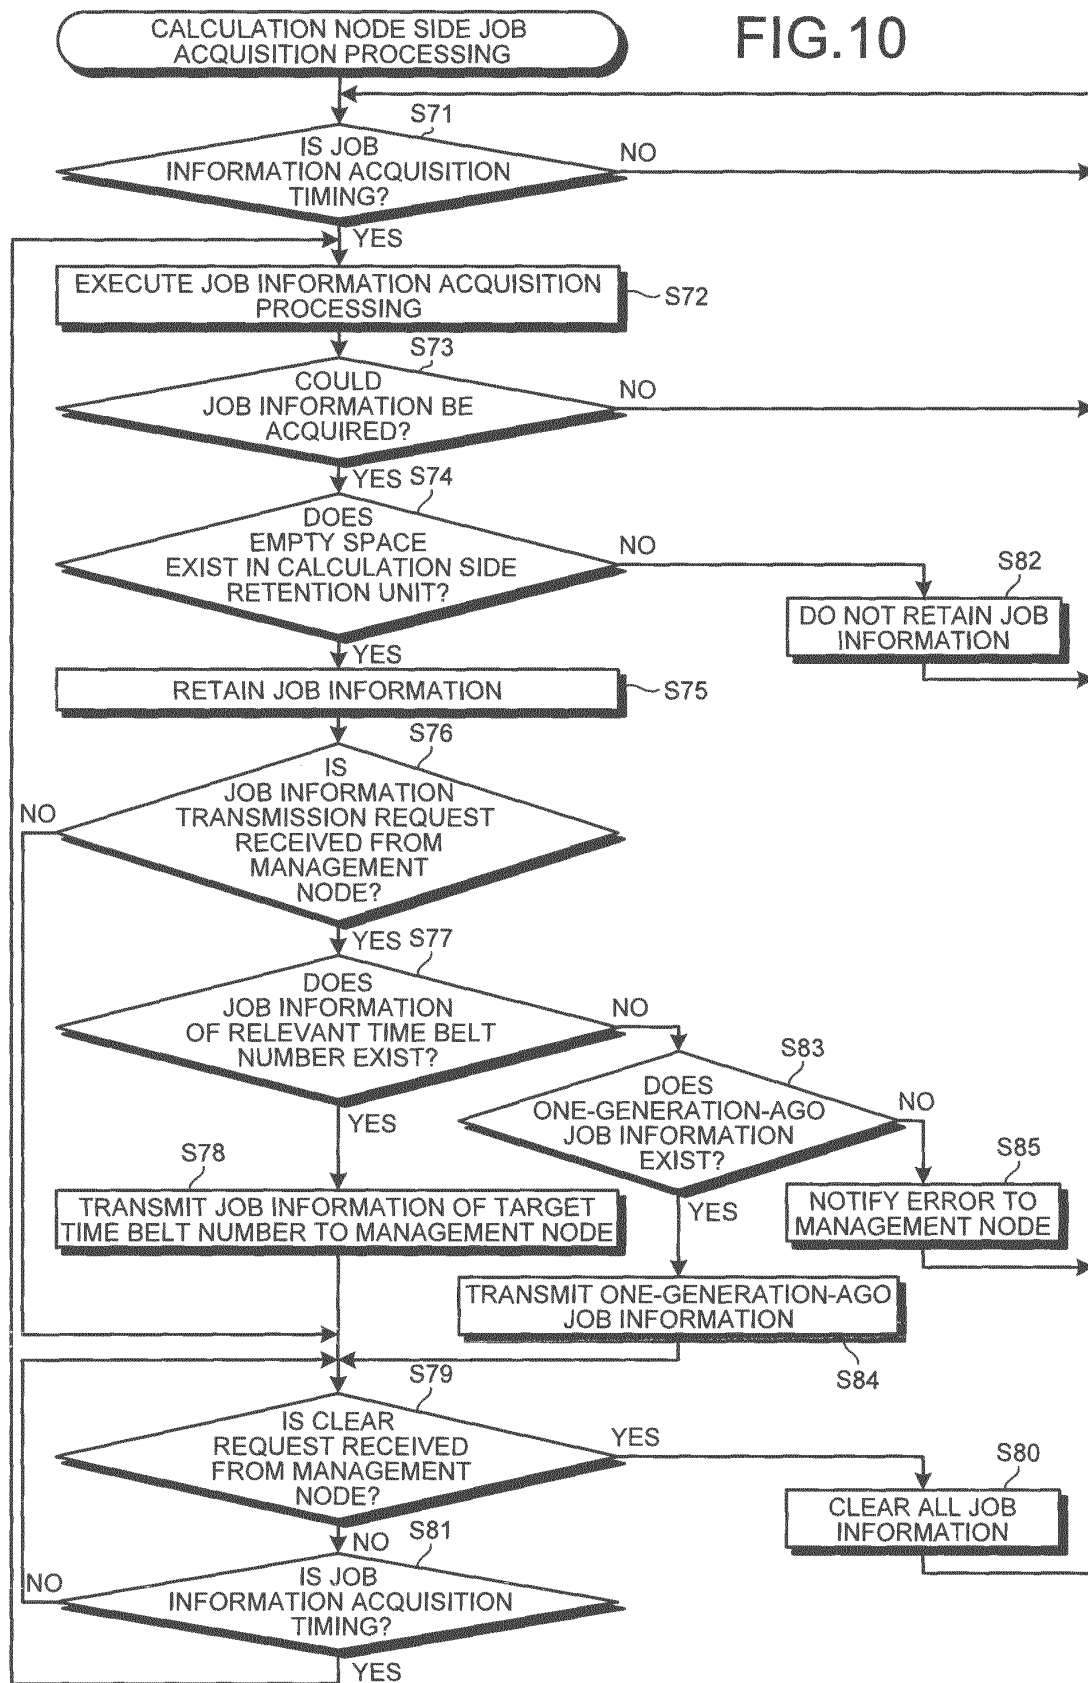 CALCULATION NODE SIDE JOB
ACQUISITION PROCESSING
FIG.10
S71
IS JOB
INFORMATION ACQUISITION
TIMING?
NO
YES
EXECUTE JOB INFORMATION ACQUISITION
PROCESSING
S72
S73
COULD
JOB INFORMATION BE
ACQUIRED?
NO
YES
S74
DOES
EMPTY SPACE
EXIST IN CALCULATION SIDE
RETENTION UNIT?
NO
S82
DO NOT RETAIN JOB
INFORMATION
YES
RETAIN JOB INFORMATION
S75
S76
IS
JOB INFORMATION
TRANSMISSION REQUEST
RECEIVED FROM
MANAGEMENT
NODE?
NO
YES
S77
DOES
JOB INFORMATION
OF RELEVANT TIME BELT
NUMBER EXIST?
NO
S83
DOES
ONE-GENERATION-AGO
JOB INFORMATION
EXIST?
NO
YES
S78
TRANSMIT JOB INFORMATION OF TARGET
TIME BELT NUMBER TO MANAGEMENT NODE
YES
S85
NOTIFY ERROR TO
MANAGEMENT NODE
TRANSMIT ONE-GENERATION-AGO
JOB INFORMATION
S84
S79
IS CLEAR
REQUEST RECEIVED
FROM MANAGEMENT
NODE?
YES
S80
CLEAR ALL JOB
INFORMATION
NO
S81
IS JOB
INFORMATION ACQUISITION
TIMING?
NO
YES